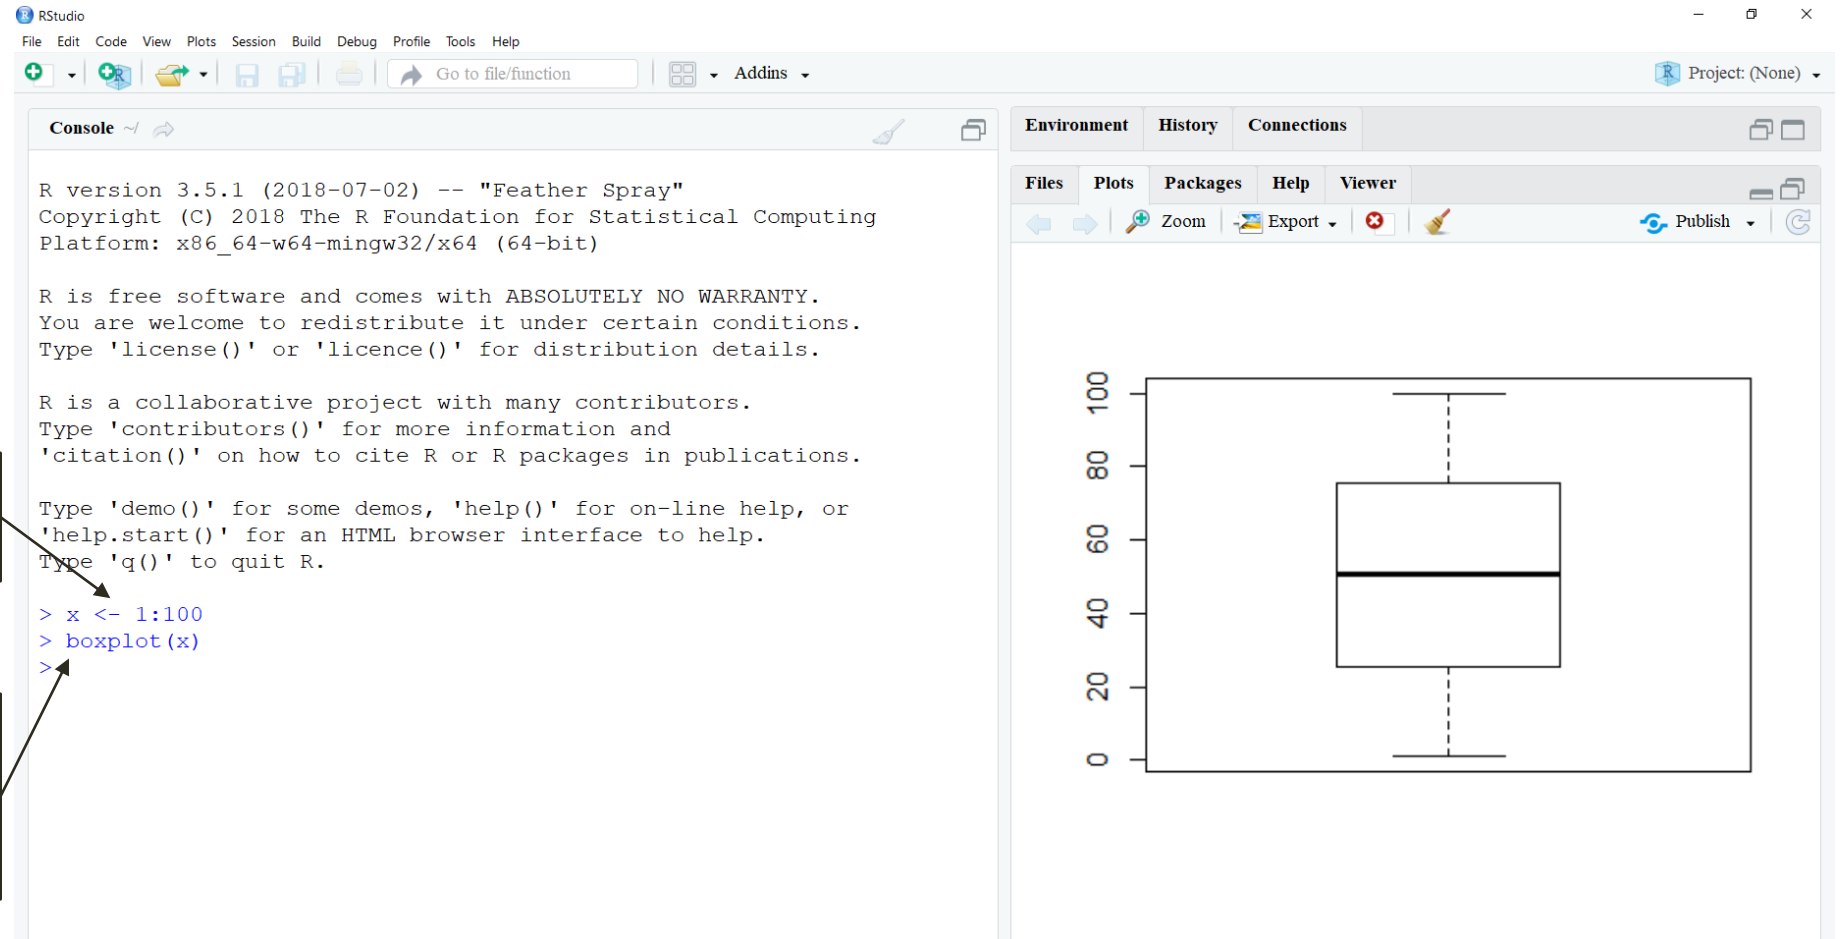 RStudio
File Edit Code View Plots Session Build Debug Profile Tools Help
Go to file/function Addins Project: (None)
Console ~/
R version 3.5.1 (2018-07-02) -- "Feather Spray"
Copyright (C) 2018 The R Foundation for Statistical Computing
Platform: x86_64-w64-mingw32/x64 (64-bit)
R is free software and comes with ABSOLUTELY NO WARRANTY.
You are welcome to redistribute it under certain conditions.
Type 'license()' or 'licence()' for distribution details.
R is a collaborative project with many contributors.
Type 'contributors()' for more information and
'citation()' on how to cite R or R packages in publications.
Type 'demo()' for some demos, 'help()' for on-line help, or
'help.start()' for an HTML browser interface to help.
Type 'q()' to quit R.
> x <- 1:100
> boxplot(x)
>
Environment History Connections
Files Plots Packages Help Viewer
Zoom Export Publish
100
80
60
40
20
0